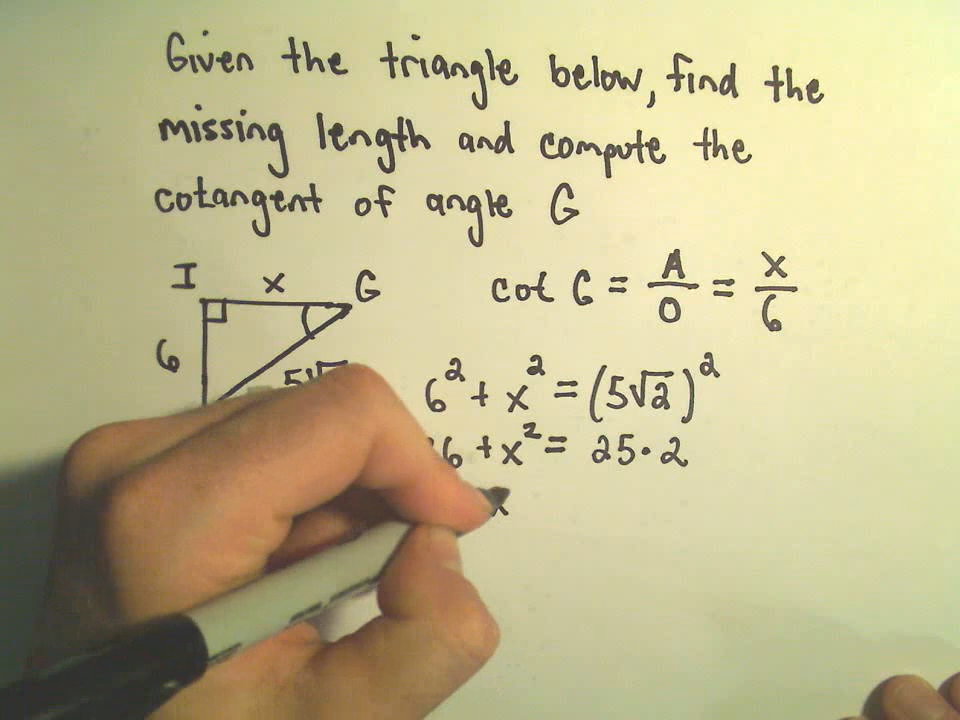 Given the triangle below, find the
missing length and compute the
cotangent of angle G
I x G
6
cot G = A/O = x/6
6² + x² = (5√2)²
6 + x² = 25·2
x